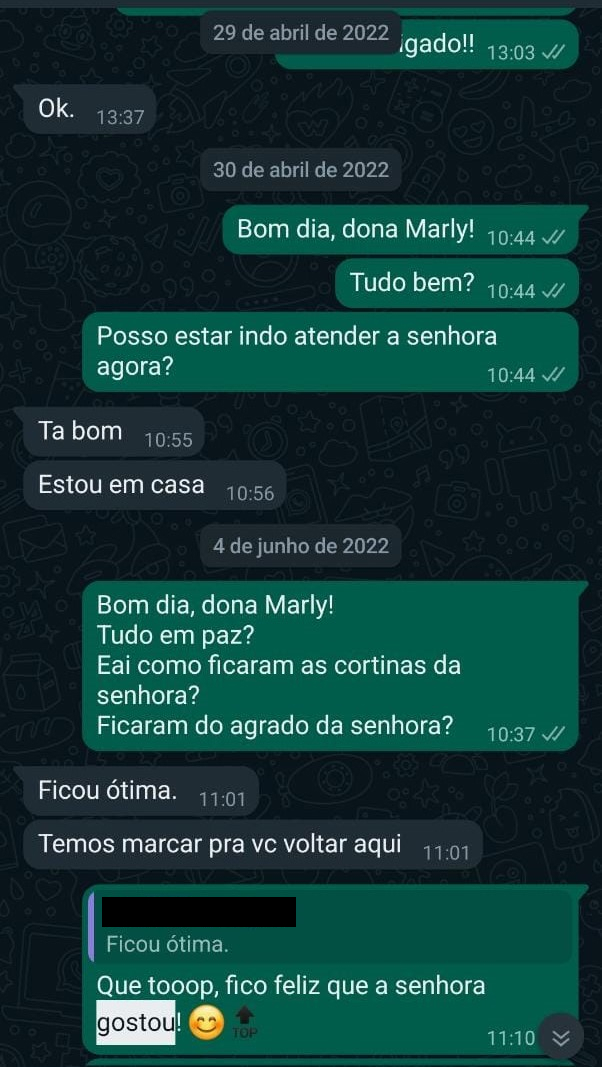 29 de abril de 2022
igado!! 13:03
Ok. 13:37
30 de abril de 2022
Bom dia, dona Marly! 10:44
Tudo bem? 10:44
Posso estar indo atender a senhora
agora? 10:44
Ta bom 10:55
Estou em casa 10:56
4 de junho de 2022
Bom dia, dona Marly!
Tudo em paz?
Eai como ficaram as cortinas da
senhora?
Ficaram do agrado da senhora? 10:37
Ficou ótima. 11:01
Temos marcar pra vc voltar aqui 11:01
Ficou ótima.
Que tooop, fico feliz que a senhora
gostou! 😊 🔝 11:10